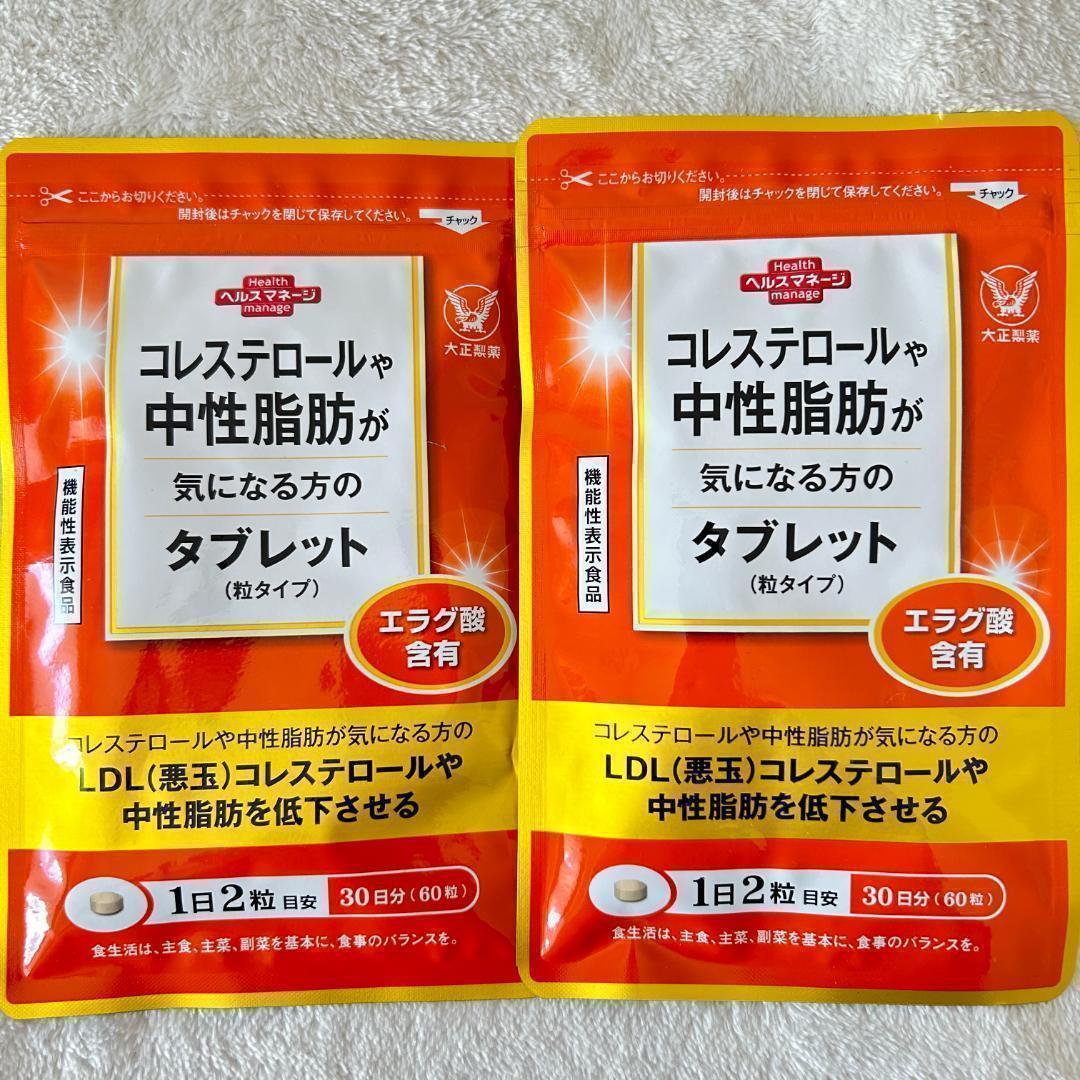 ここからお切りください。
開封後はチャックを閉じて保存してください。
チャック
Health
ヘルスマネージ
manage
大正製薬
コレステロールや
中性脂肪が
気になる方の
タブレット
(粒タイプ)
機能性表示食品
エラグ酸
含有
コレステロールや中性脂肪が気になる方の
LDL(悪玉)コレステロールや
中性脂肪を低下させる
1日2粒 目安 30日分(60粒)
食生活は、主食、主菜、副菜を基本に、食事のバランスを。
ここからお切りください。
開封後はチャックを閉じて保存してください。
チャック
Health
ヘルスマネージ
manage
大正製薬
コレステロールや
中性脂肪が
気になる方の
タブレット
(粒タイプ)
機能性表示食品
エラグ酸
含有
コレステロールや中性脂肪が気になる方の
LDL(悪玉)コレステロールや
中性脂肪を低下させる
1日2粒 目安 30日分(60粒)
食生活は、主食、主菜、副菜を基本に、食事のバランスを。